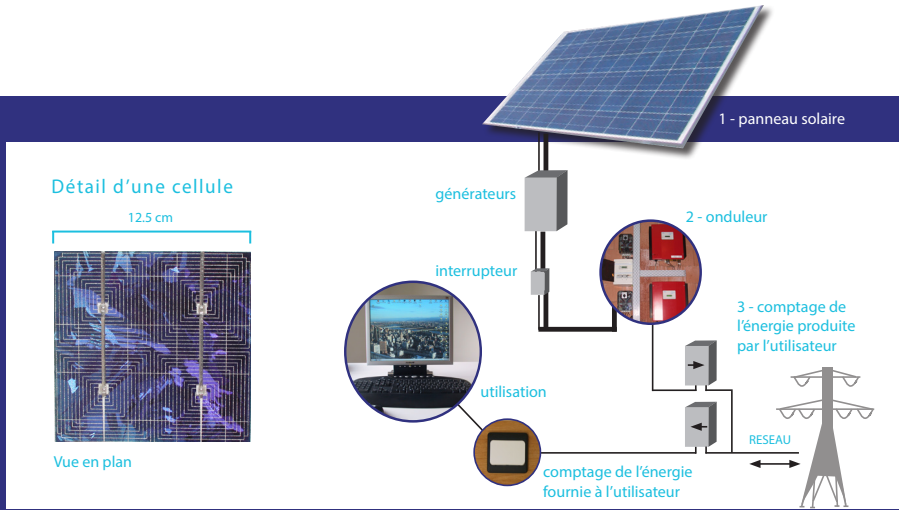 1 - panneau solaire
Détail d'une cellule
12.5 cm
générateurs
2 - onduleur
interrupteur
3 - comptage de
l'énergie produite
par l'utilisateur
utilisation
RESEAU
Vue en plan
comptage de l'énergie
fournie à l'utilisateur